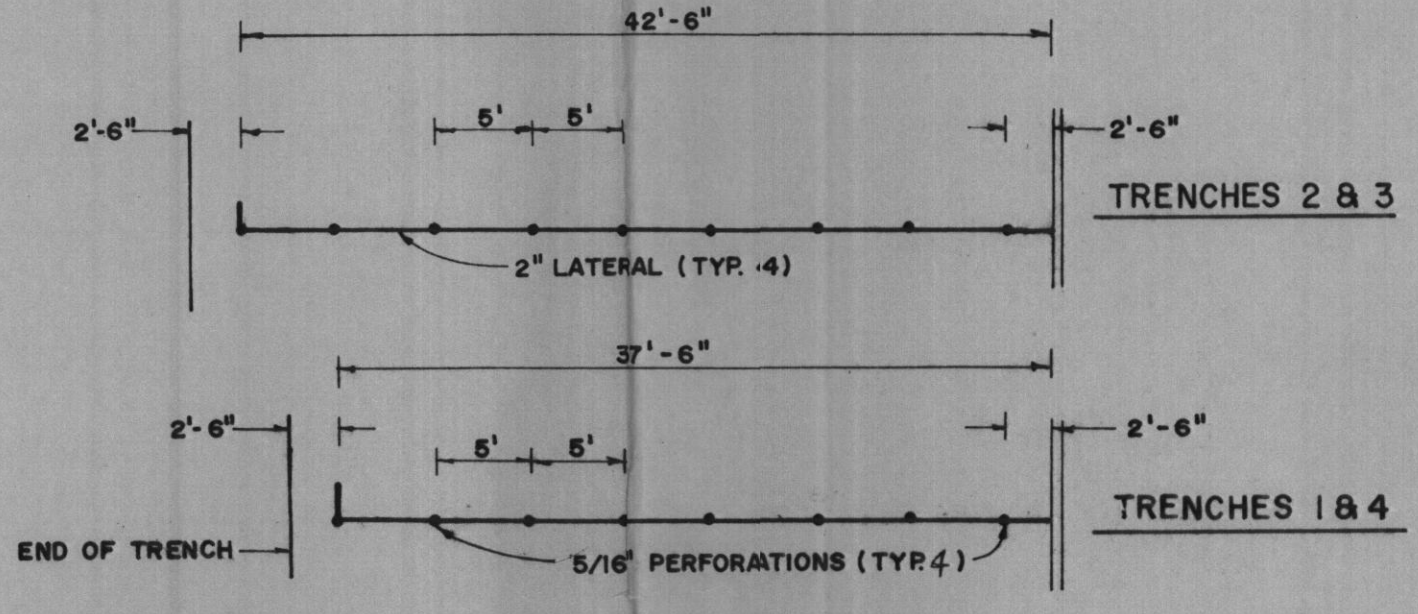 42'-6"
2'-6"
5'
5'
2'-6"
TRENCHES 2 & 3
2" LATERAL (TYP. 4)
37'-6"
2'-6"
5'
5'
2'-6"
TRENCHES 1 & 4
END OF TRENCH
5/16" PERFORATIONS (TYP. 4)